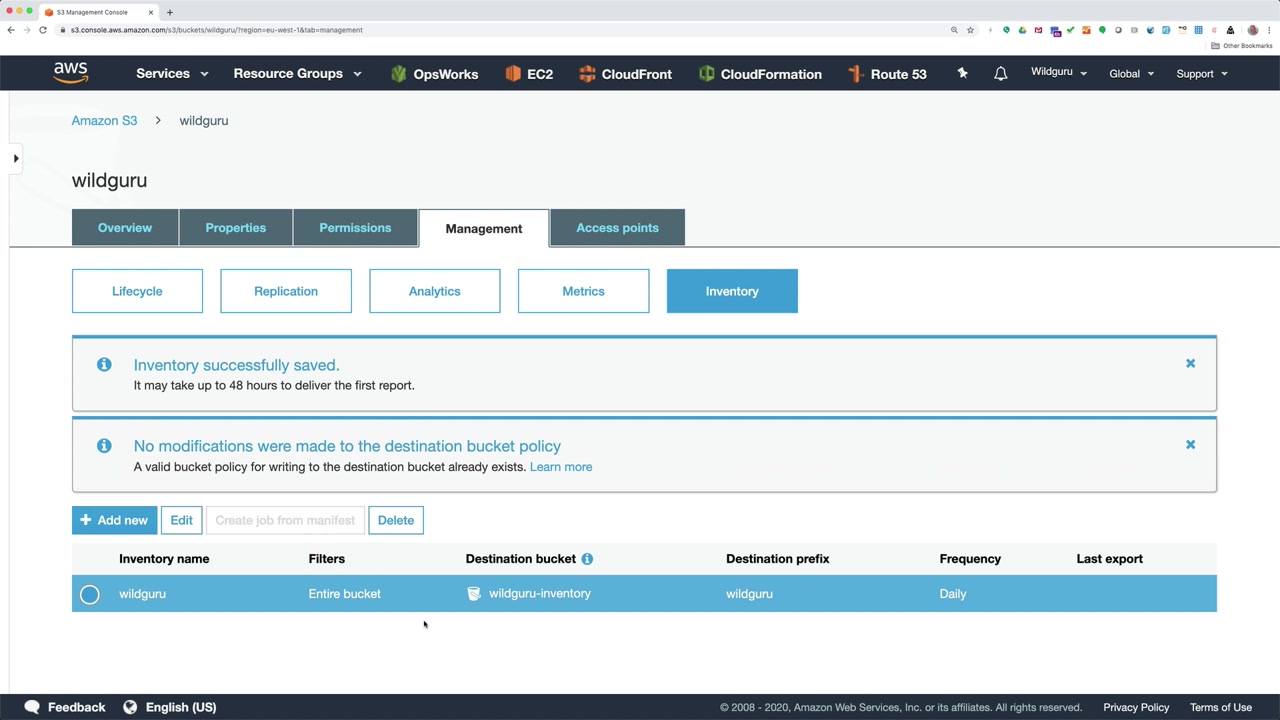 S3 Management Console
s3.console.aws.amazon.com/s3/buckets/wildguru/?region=eu-west-1&tab=management
Other Bookmarks
aws Services Resource Groups OpsWorks EC2 CloudFront CloudFormation Route 53 Wildguru Global Support
Amazon S3 > wildguru
wildguru
Overview Properties Permissions Management Access points
Lifecycle Replication Analytics Metrics Inventory
Inventory successfully saved.
It may take up to 48 hours to deliver the first report.
No modifications were made to the destination bucket policy
A valid bucket policy for writing to the destination bucket already exists. Learn more
+ Add new Edit Create job from manifest Delete
Inventory name Filters Destination bucket Destination prefix Frequency Last export
wildguru Entire bucket wildguru-inventory wildguru Daily
Feedback English (US) © 2008 - 2020, Amazon Web Services, Inc. or its affiliates. All rights reserved. Privacy Policy Terms of Use